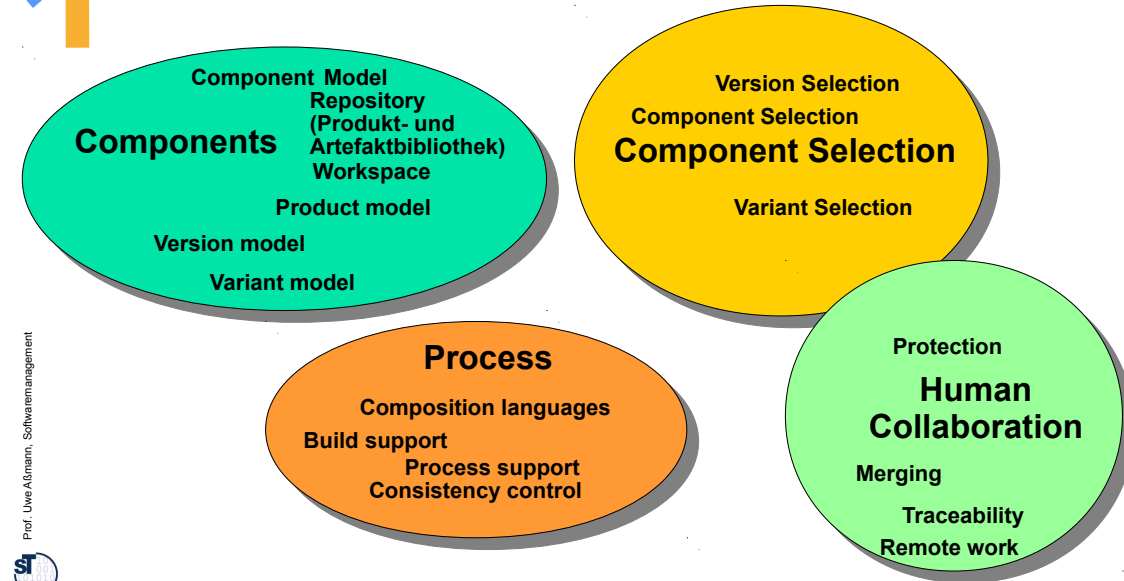 Component Model
Repository
(Produkt- und
Artefaktbibliothek)
Components
Workspace
Product model
Version model
Variant model
Version Selection
Component Selection
Component Selection
Variant Selection
Process
Composition languages
Build support
Process support
Consistency control
Protection
Human
Collaboration
Merging
Traceability
Remote work
Prof. Uwe Aßmann, Softwaremanagement
ST